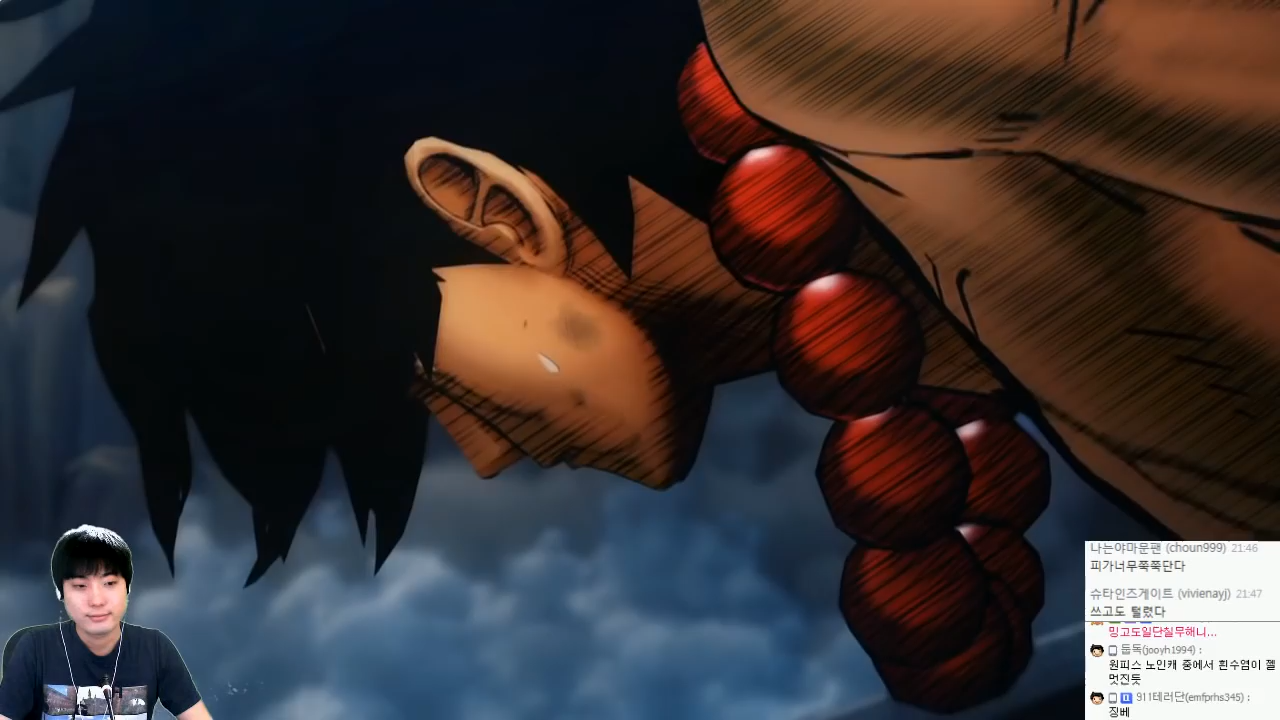 나는야마문팬 (choun999) 21:46
피가너무쭉쭉단다
슈타인즈게이트 (vivienayj) 21:47
쓰고도 털렸다
밍고도일단칠무해니...
둡독(jooyh1994) :
원피스 노인캐 중에서 흰수염이 젤
멋진듯
911테러단(emfprhs345) :
징베